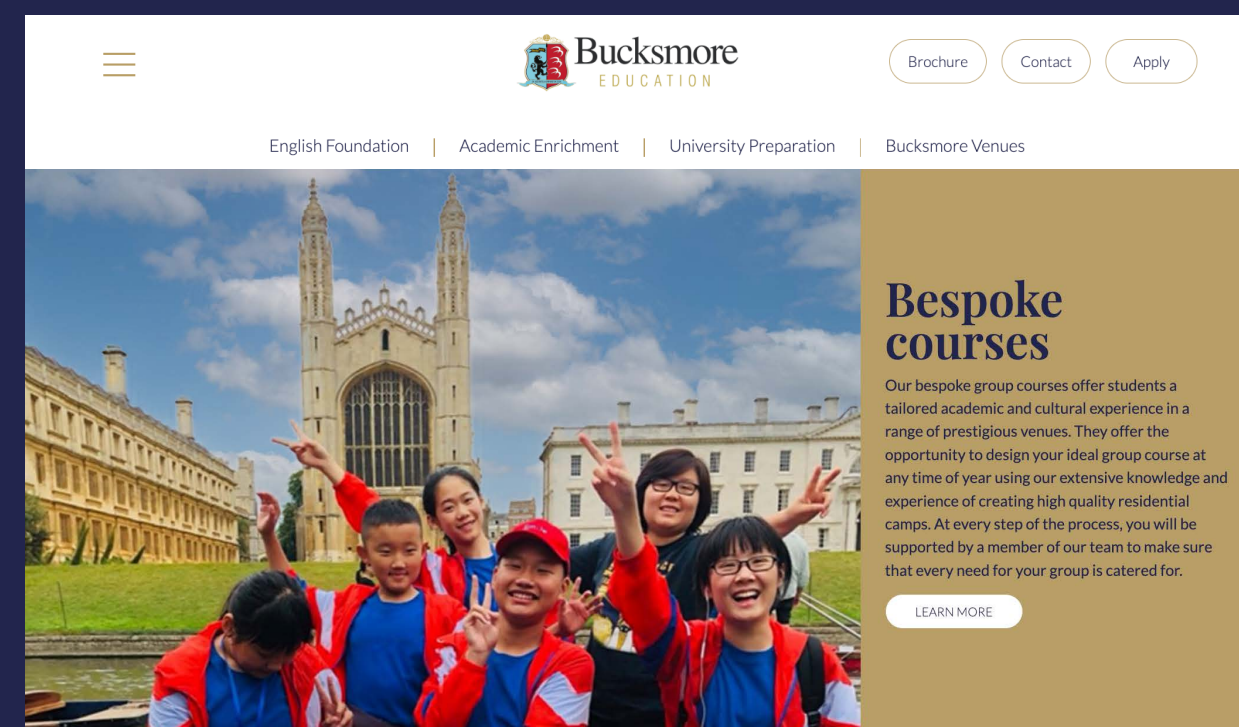 Bucksmore
EDUCATION
Brochure
Contact
Apply
English Foundation
Academic Enrichment
University Preparation
Bucksmore Venues
Bespoke
courses
Our bespoke group courses offer students a
tailored academic and cultural experience in a
range of prestigious venues. They offer the
opportunity to design your ideal group course at
any time of year using our extensive knowledge and
experience of creating high quality residential
camps. At every step of the process, you will be
supported by a member of our team to make sure
that every need for your group is catered for.
LEARN MORE